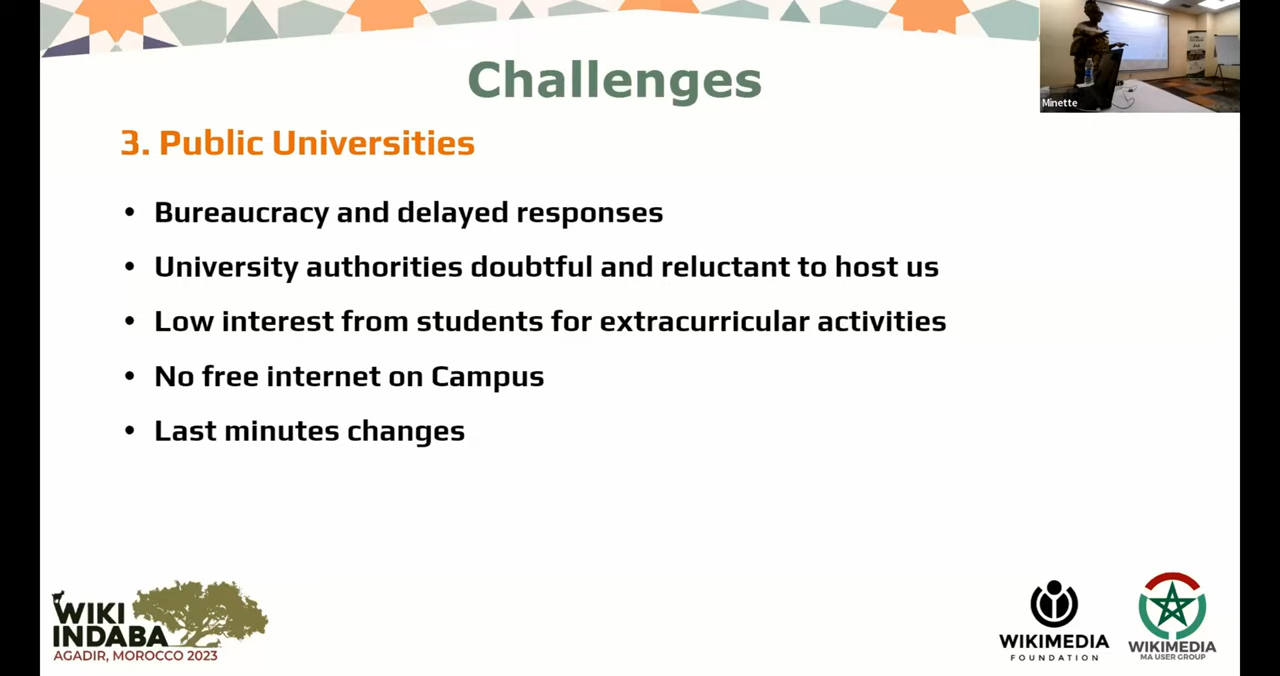 Challenges
Minette
3. Public Universities
• Bureaucracy and delayed responses
• University authorities doubtful and reluctant to host us
• Low interest from students for extracurricular activities
• No free internet on Campus
• Last minutes changes
WIKI
INDABA
AGADIR, MOROCCO 2023
WIKIMEDIA
FOUNDATION
WIKIMEDIA
MA USER GROUP